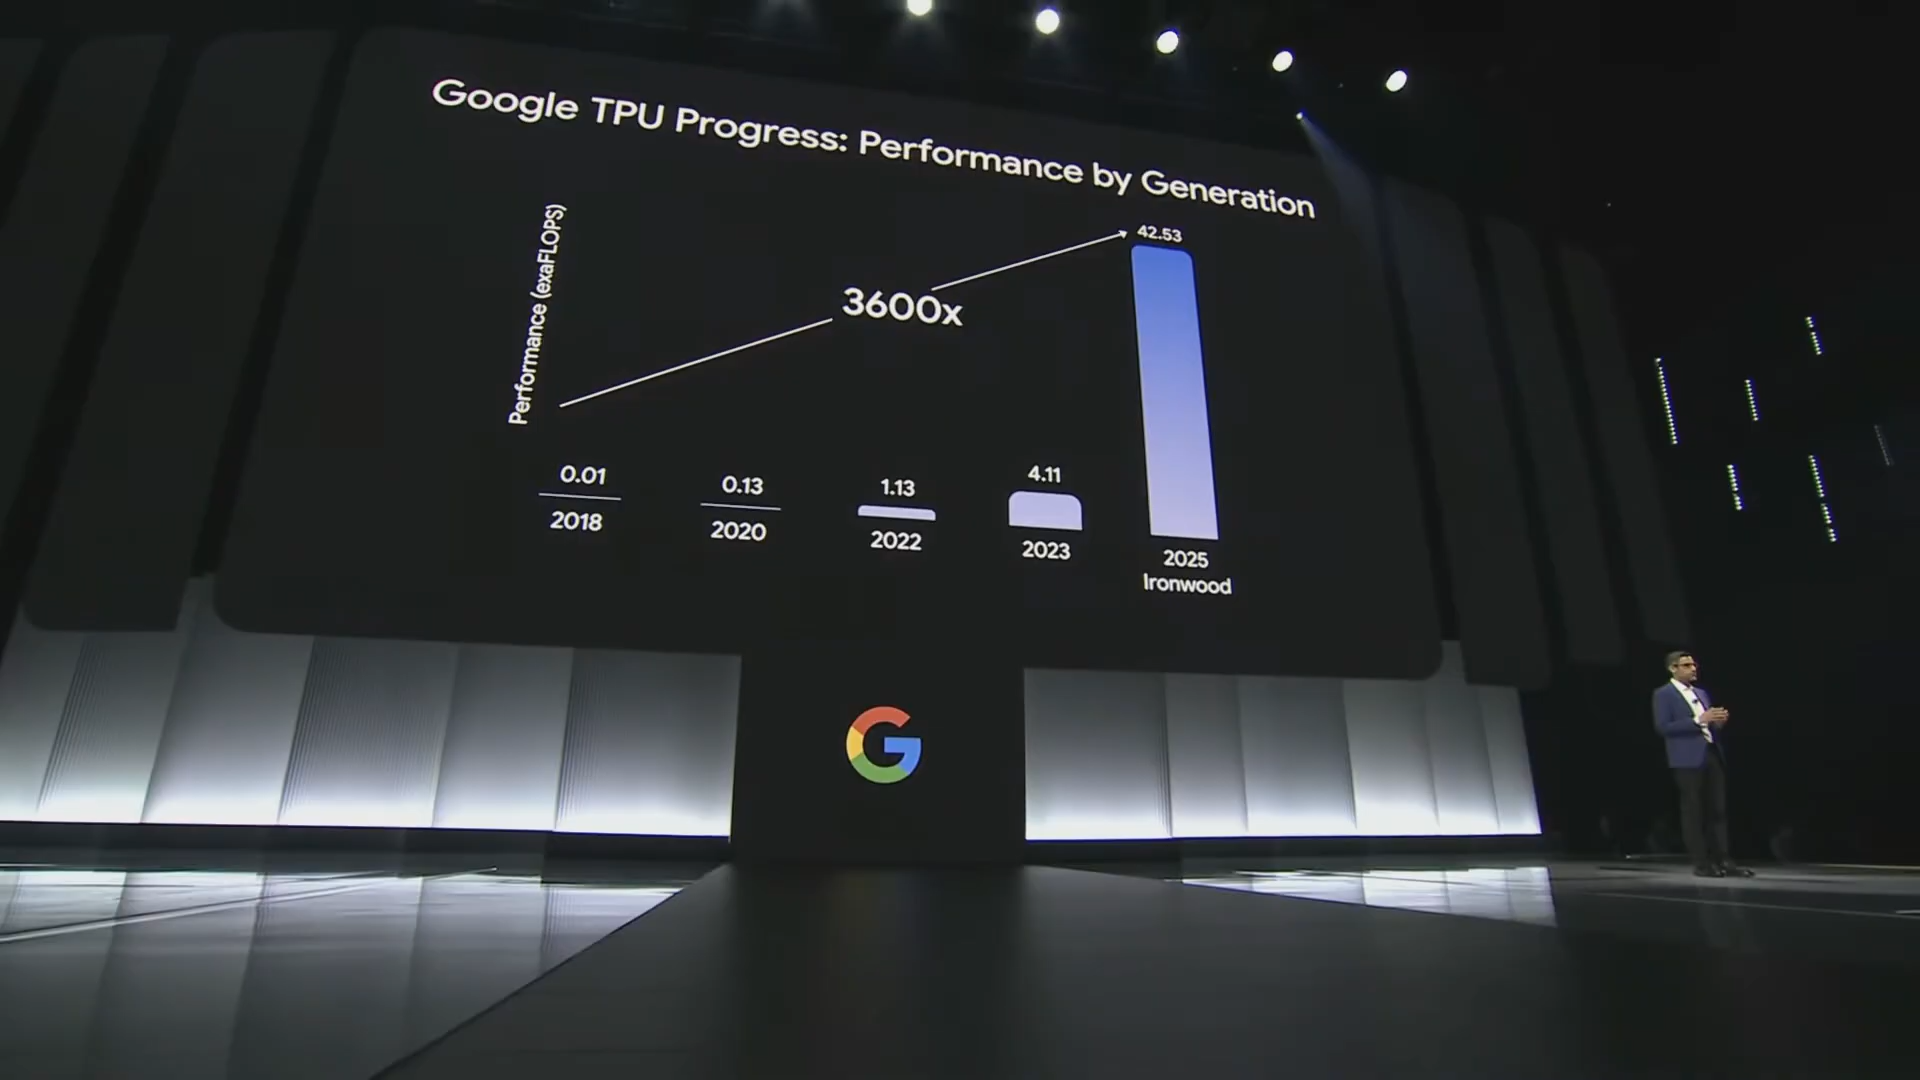 Google TPU Progress: Performance by Generation
Performance (exaFLOPS)
3600x
0.01
0.13
1.13
4.11
42.53
2018
2020
2022
2023
2025
Ironwood
G